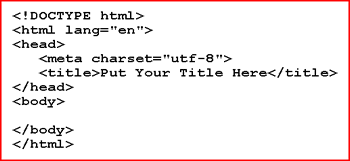 <!DOCTYPE html>
<html lang="en">
<head>
<meta charset="utf-8">
<title>Put Your Title Here</title>
</head>
<body>
</body>
</html>